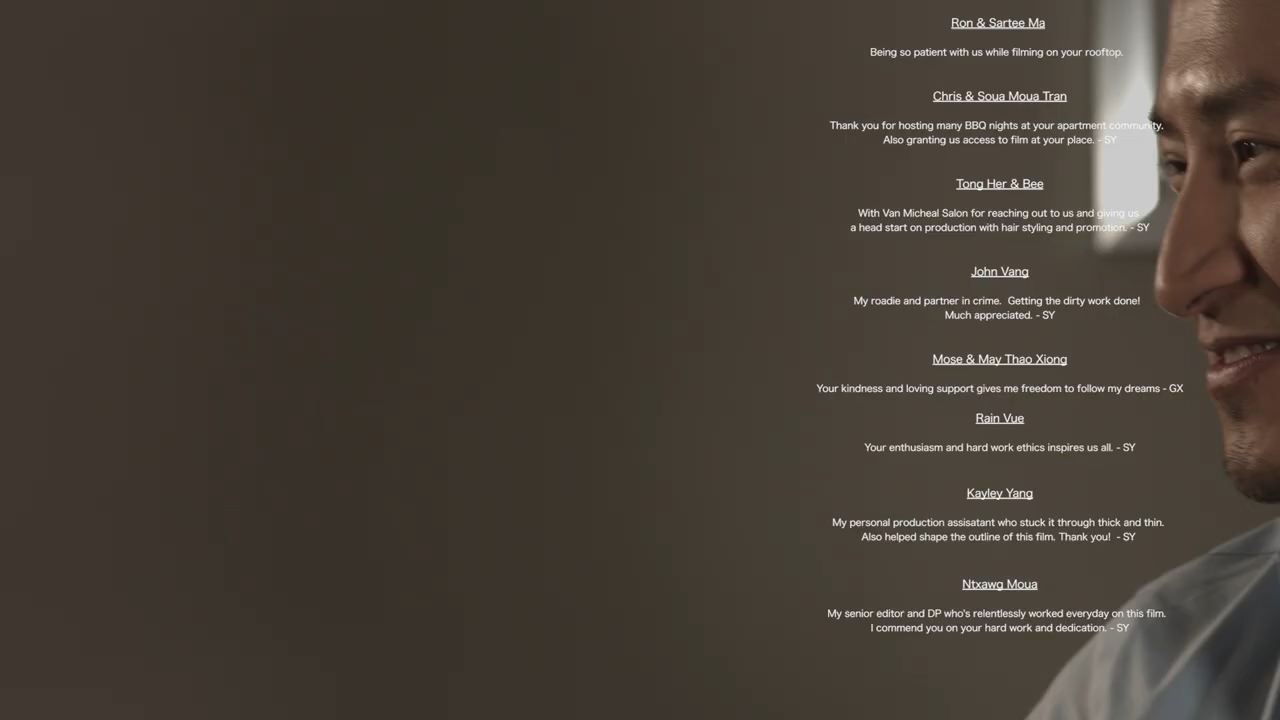 Ron & Sartee Ma
Being so patient with us while filming on your rooftop.
Chris & Soua Moua Tran
Thank you for hosting many BBQ nights at your apartment community.
Also granting us access to film at your place. - SY
Tong Her & Bee
With Van Micheal Salon for reaching out to us and giving us
a head start on production with hair styling and promotion. - SY
John Vang
My roadie and partner in crime.  Getting the dirty work done!
Much appreciated. - SY
Mose & May Thao Xiong
Your kindness and loving support gives me freedom to follow my dreams - GX
Rain Vue
Your enthusiasm and hard work ethics inspires us all. - SY
Kayley Yang
My personal production assisatant who stuck it through thick and thin.
Also helped shape the outline of this film. Thank you!  - SY
Ntxawg Moua
My senior editor and DP who's relentlessly worked everyday on this film.
I commend you on your hard work and dedication. - SY